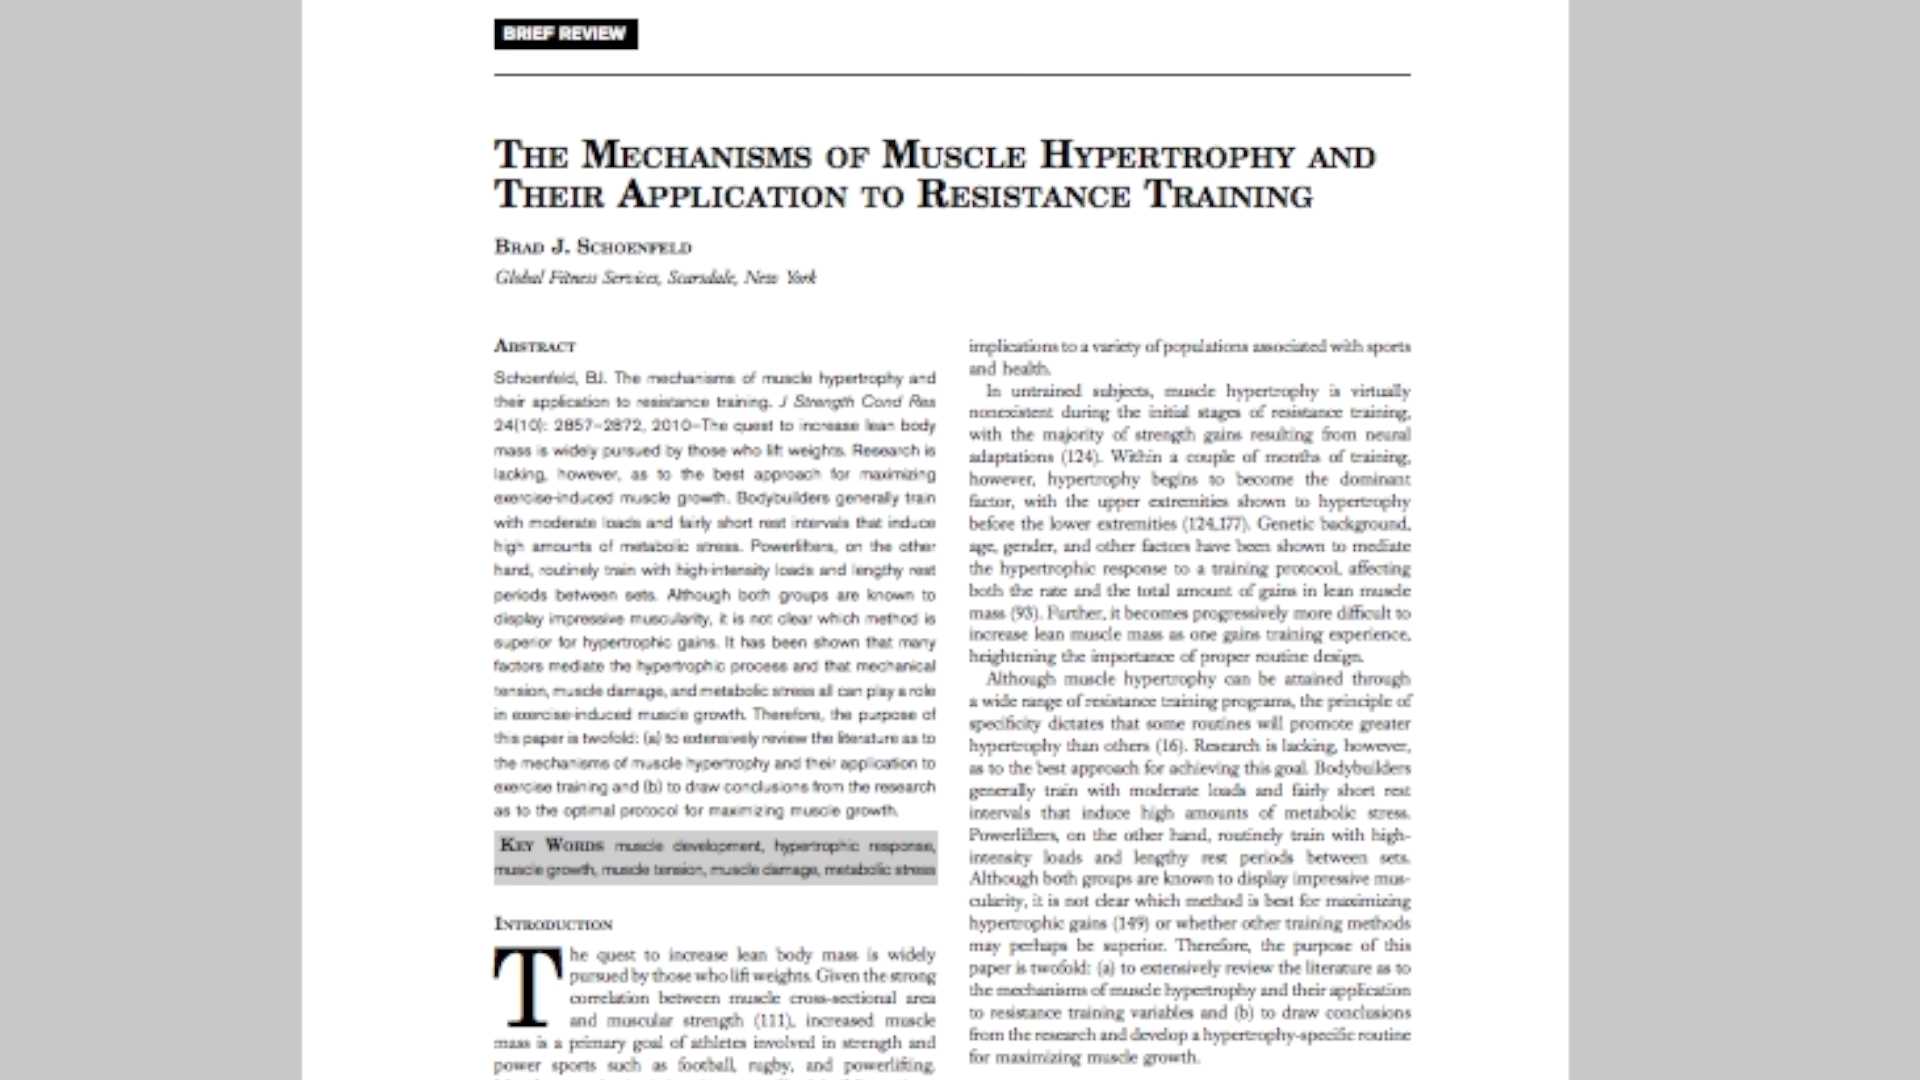 BRIEF REVIEW
THE MECHANISMS OF MUSCLE HYPERTROPHY AND
THEIR APPLICATION TO RESISTANCE TRAINING
BRAD J. SCHOENFELD
Global Fitness Services, Scarsdale, New York
ABSTRACT
Schoenfeld, BJ. The mechanisms of muscle hypertrophy and
their application to resistance training. J Strength Cond Res
24(10): 2857–2872, 2010—The quest to increase lean body
mass is widely pursued by those who lift weights. Research is
lacking, however, as to the best approach for maximizing
exercise-induced muscle growth. Bodybuilders generally train
with moderate loads and fairly short rest intervals that induce
high amounts of metabolic stress. Powerlifters, on the other
hand, routinely train with high-intensity loads and lengthy rest
periods between sets. Although both groups are known to
display impressive muscularity, it is not clear which method is
superior for hypertrophic gains. It has been shown that many
factors mediate the hypertrophic process and that mechanical
tension, muscle damage, and metabolic stress all can play a role
in exercise-induced muscle growth. Therefore, the purpose of
this paper is twofold: (a) to extensively review the literature as to
the mechanisms of muscle hypertrophy and their application to
exercise training and (b) to draw conclusions from the research
as to the optimal protocol for maximizing muscle growth.
KEY WORDS muscle development, hypertrophic response,
muscle growth, muscle tension, muscle damage, metabolic stress
INTRODUCTION
The quest to increase lean body mass is widely
pursued by those who lift weights. Given the strong
correlation between muscle cross-sectional area
and muscular strength (111), increased muscle
mass is a primary goal of athletes involved in strength and
power sports such as football, rugby, and powerlifting.
implications to a variety of populations associated with sports
and health.
In untrained subjects, muscle hypertrophy is virtually
nonexistent during the initial stages of resistance training,
with the majority of strength gains resulting from neural
adaptations (124). Within a couple of months of training,
however, hypertrophy begins to become the dominant
factor, with the upper extremities shown to hypertrophy
before the lower extremities (124,177). Genetic background,
age, gender, and other factors have been shown to mediate
the hypertrophic response to a training protocol, affecting
both the rate and the total amount of gains in lean muscle
mass (93). Further, it becomes progressively more difficult to
increase lean muscle mass as one gains training experience,
heightening the importance of proper routine design.
Although muscle hypertrophy can be attained through
a wide range of resistance training programs, the principle of
specificity dictates that some routines will promote greater
hypertrophy than others (16). Research is lacking, however,
as to the best approach for achieving this goal. Bodybuilders
generally train with moderate loads and fairly short rest
intervals that induce high amounts of metabolic stress.
Powerlifters, on the other hand, routinely train with high-
intensity loads and lengthy rest periods between sets.
Although both groups are known to display impressive mus-
cularity, it is not clear which method is best for maximizing
hypertrophic gains (149) or whether other training methods
may perhaps be superior. Therefore, the purpose of this
paper is twofold: (a) to extensively review the literature as to
the mechanisms of muscle hypertrophy and their application
to resistance training variables and (b) to draw conclusions
from the research and develop a hypertrophy-specific routine
for maximizing muscle growth.